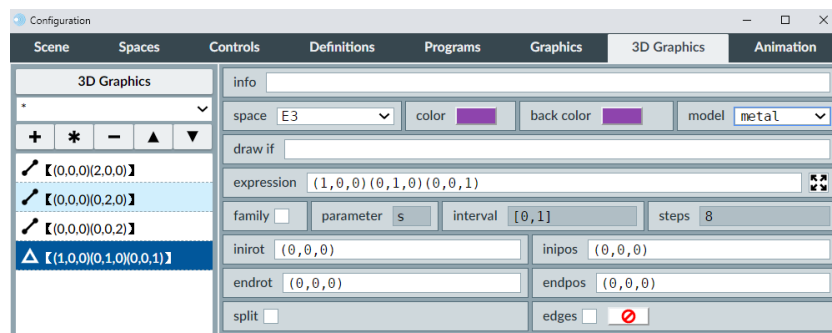 Configuration
Scene Spaces Controls Definitions Programs Graphics 3D Graphics Animation
3D Graphics
*
+ * − ▲ ▼
【(0,0,0)(2,0,0)】
【(0,0,0)(0,2,0)】
【(0,0,0)(0,0,2)】
【(1,0,0)(0,1,0)(0,0,1)】
info
space E3 color back color model metal
draw if
expression (1,0,0)(0,1,0)(0,0,1)
family parameter s interval [0,1] steps 8
inirot (0,0,0) inipos (0,0,0)
endrot (0,0,0) endpos (0,0,0)
split edges